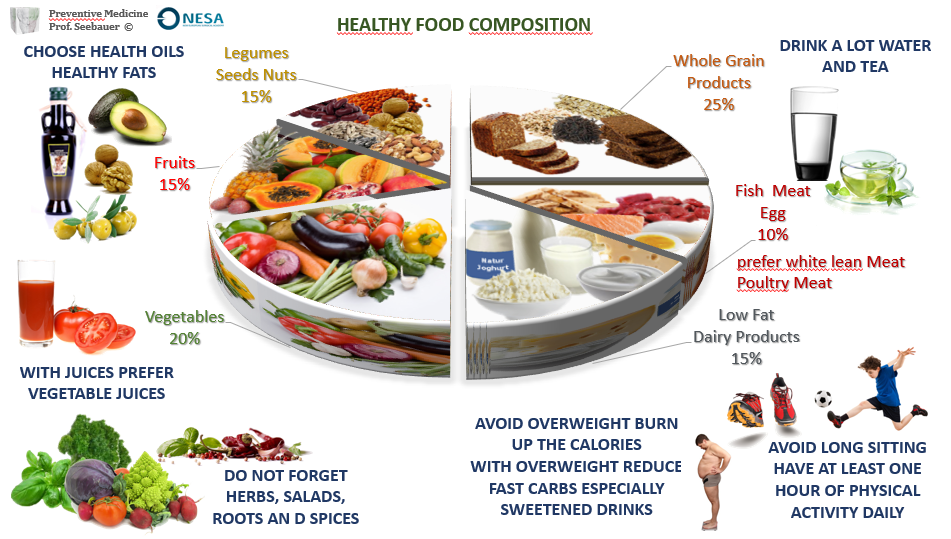 Preventive Medicine
Prof. Seebauer ©
NESA
HEALTHY FOOD COMPOSITION
CHOOSE HEALTH OILS
HEALTHY FATS
Legumes
Seeds Nuts
15%
Whole Grain
Products
25%
DRINK A LOT WATER
AND TEA
Fruits
15%
Fish Meat
Egg
10%
prefer white lean Meat
Poultry Meat
Natur
Joghurt
Vegetables
20%
Low Fat
Dairy Products
15%
WITH JUICES PREFER
VEGETABLE JUICES
DO NOT FORGET
HERBS, SALADS,
ROOTS AN D SPICES
AVOID OVERWEIGHT BURN
UP THE CALORIES
WITH OVERWEIGHT REDUCE
FAST CARBS ESPECIALLY
SWEETENED DRINKS
AVOID LONG SITTING
HAVE AT LEAST ONE
HOUR OF PHYSICAL
ACTIVITY DAILY